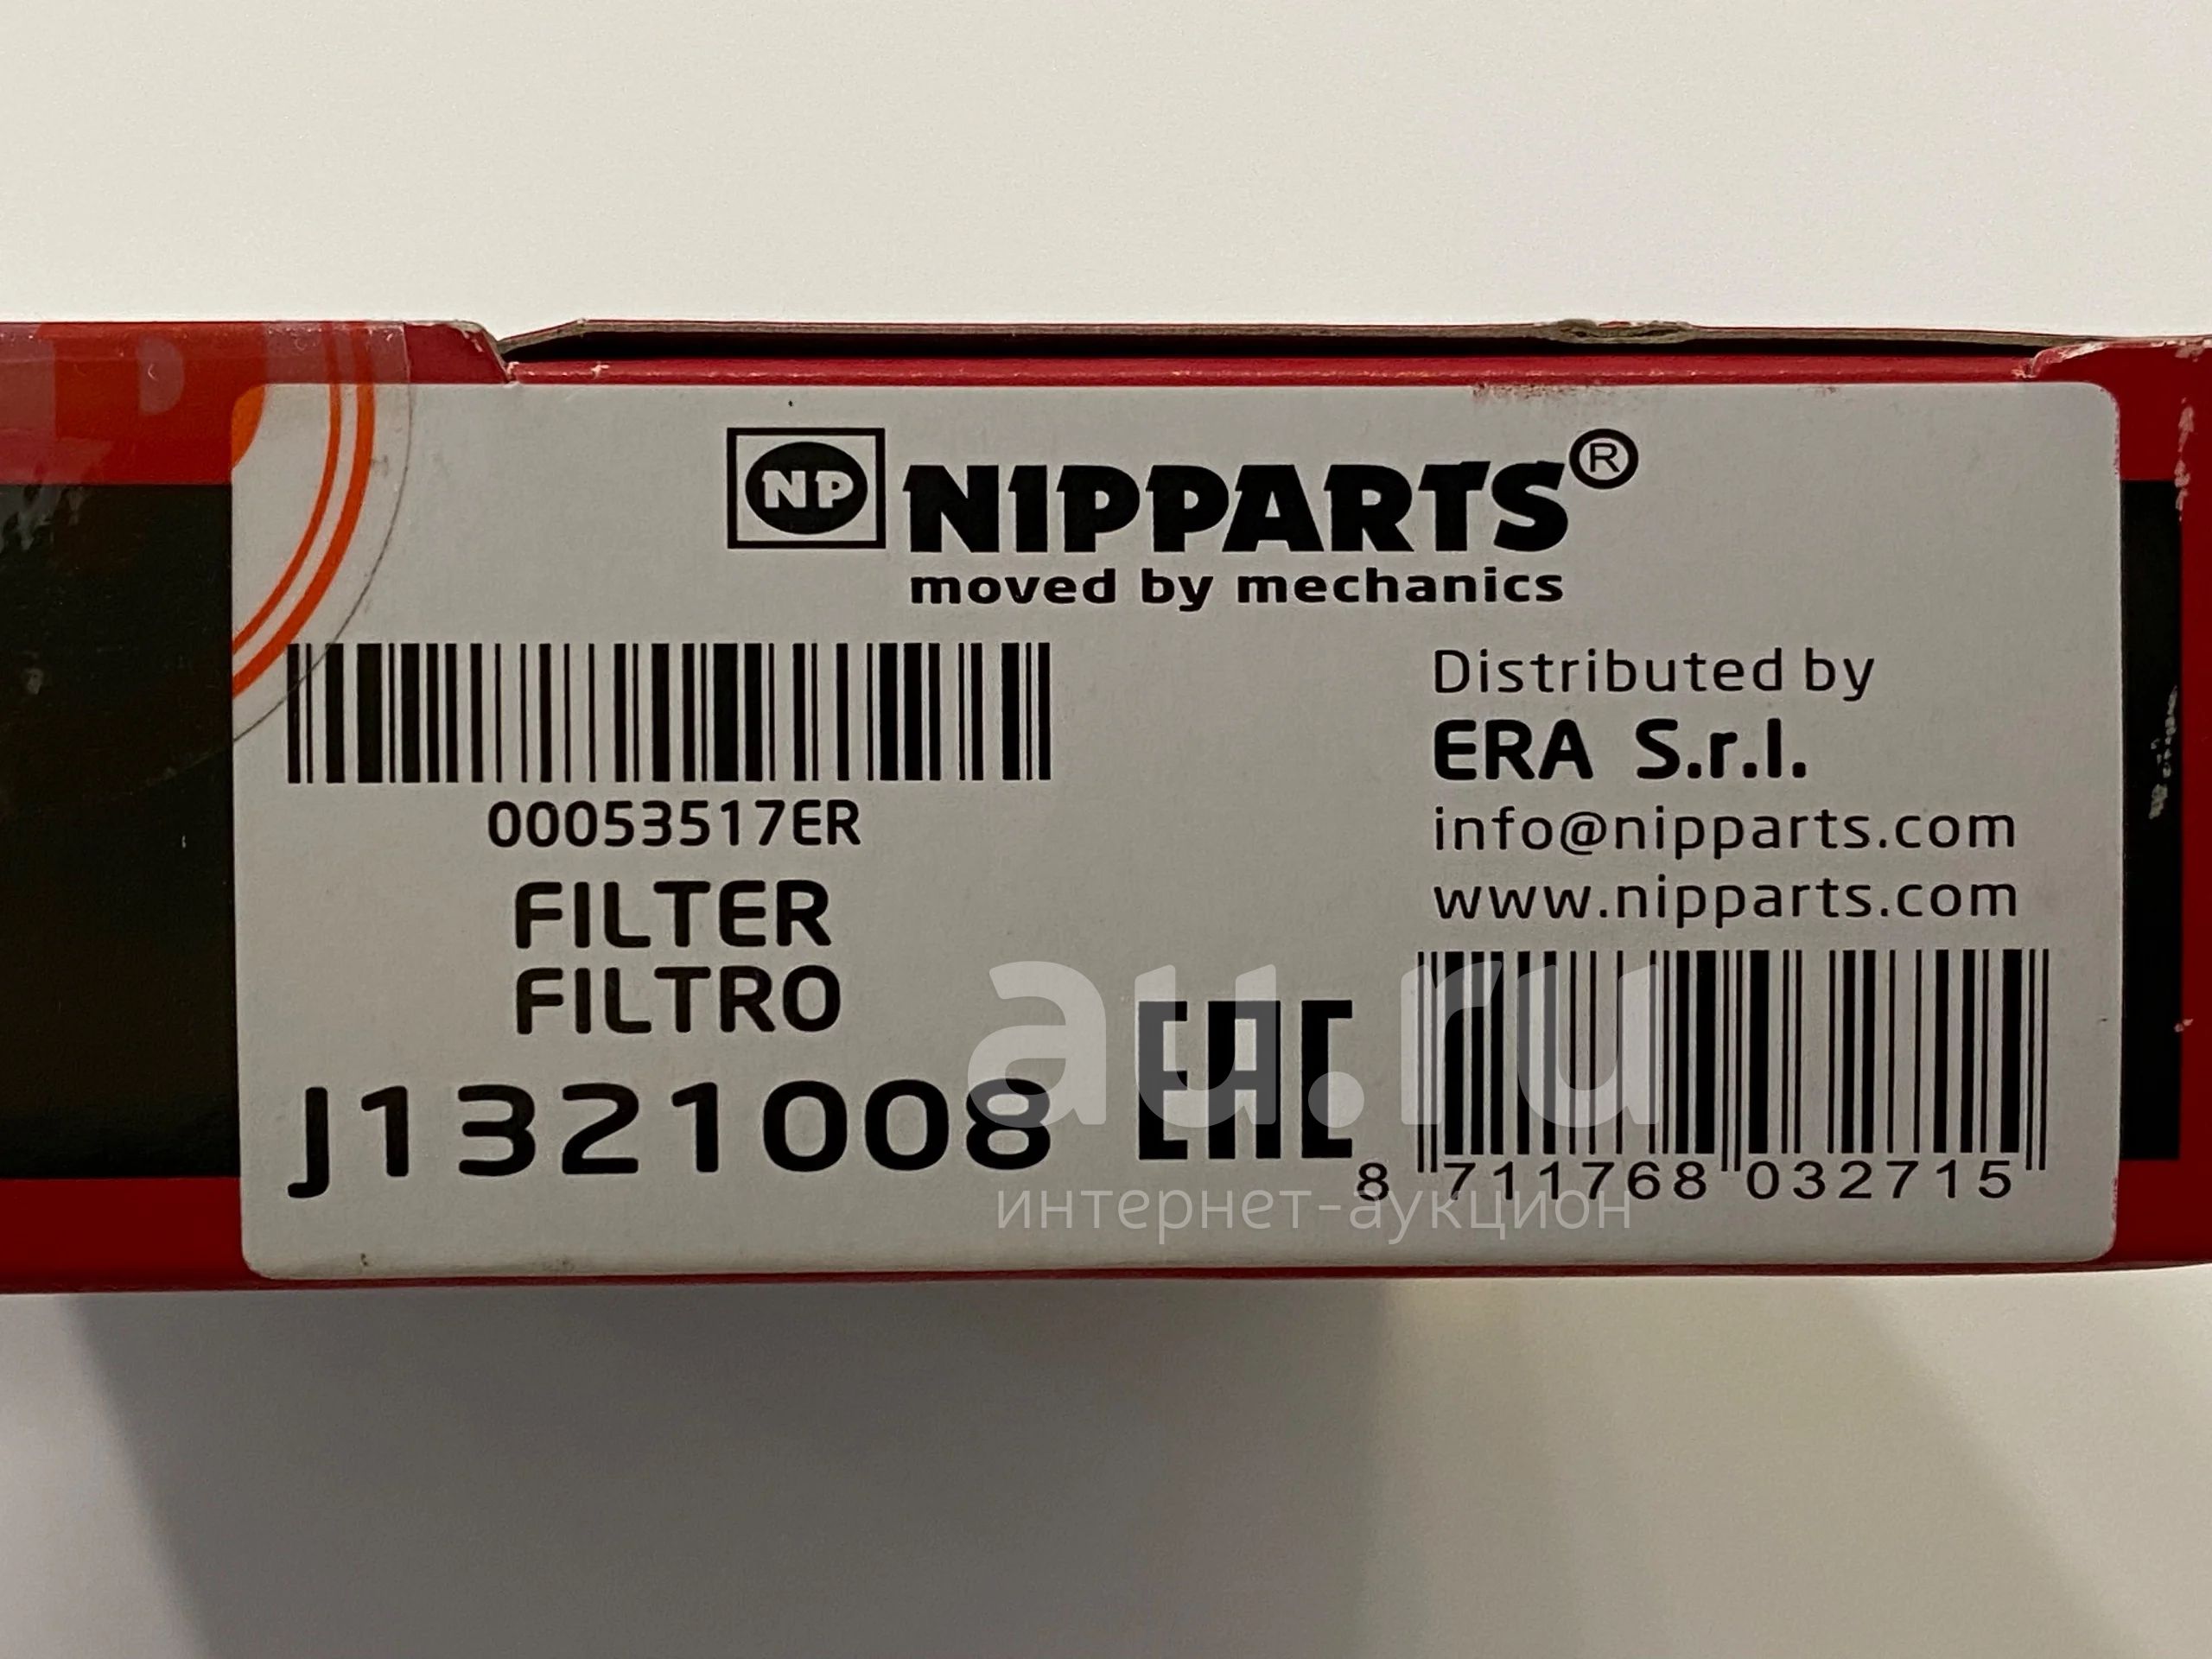 NP NIPPARTS®
moved by mechanics
00053517ER
FILTER
FILTRO
J1321008
Distributed by
ERA S.r.l.
info@nipparts.com
www.nipparts.com
EAC
8 711768 032715
au.ru
интернет-аукцион